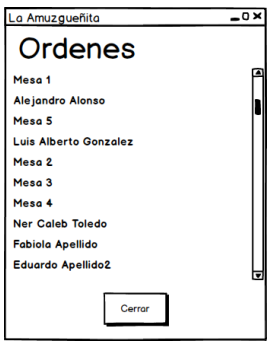 La Amuzgueñita
Ordenes
Mesa 1
Alejandro Alonso
Mesa 5
Luis Alberto Gonzalez
Mesa 2
Mesa 3
Mesa 4
Ner Caleb Toledo
Fabiola Apellido
Eduardo Apellido2
Cerrar